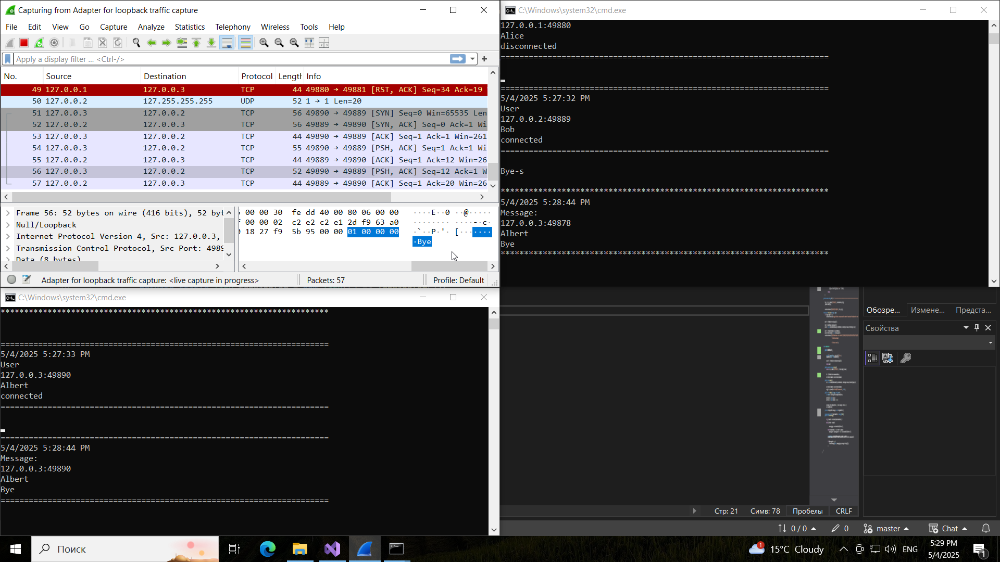 Capturing from Adapter for loopback traffic capture
File Edit View Go Capture Analyze Statistics Telephony Wireless Tools Help
Apply a display filter … <Ctrl-/>
No. Source Destination Protocol Length Info
49 127.0.0.1 127.0.0.3 TCP 44 49880 → 49881 [RST, ACK] Seq=34 Ack=19
50 127.0.0.2 127.255.255.255 UDP 52 1 → 1 Len=20
51 127.0.0.3 127.0.0.2 TCP 56 49890 → 49889 [SYN] Seq=0 Win=65535 Len
52 127.0.0.2 127.0.0.3 TCP 56 49889 → 49890 [SYN, ACK] Seq=0 Ack=1 Wi
53 127.0.0.3 127.0.0.2 TCP 44 49890 → 49889 [ACK] Seq=1 Ack=1 Win=261
54 127.0.0.3 127.0.0.2 TCP 55 49890 → 49889 [PSH, ACK] Seq=1 Ack=1 Wi
55 127.0.0.2 127.0.0.3 TCP 44 49889 → 49890 [ACK] Seq=1 Ack=12 Win=26
56 127.0.0.3 127.0.0.2 TCP 52 49890 → 49889 [PSH, ACK] Seq=12 Ack=1 W
57 127.0.0.2 127.0.0.3 TCP 44 49889 → 49890 [ACK] Seq=1 Ack=20 Win=26
Frame 56: 52 bytes on wire (416 bits), 52 byt
Null/Loopback
Internet Protocol Version 4, Src: 127.0.0.3,
Transmission Control Protocol, Src Port: 4989
Data (8 bytes)
00 00 30 fe dd 40 00 80 06 00 00 ····E··0 ··@·····
00 00 02 c2 e2 c2 e1 2d f9 63 a0 ········ ·····-·c·
18 27 f9 5b 95 00 00 01 00 00 00 ·`··P·'· [·······
·Bye
Adapter for loopback traffic capture: <live capture in progress>
Packets: 57
Profile: Default
C:\Windows\system32\cmd.exe
127.0.0.1:49880
Alice
disconnected
======================================================================
======================================================================
5/4/2025 5:27:32 PM
User
127.0.0.2:49889
Bob
connected
======================================================================
Bye-s
**********************************************************************
5/4/2025 5:28:44 PM
Message:
127.0.0.3:49878
Albert
Bye
**********************************************************************
C:\Windows\system32\cmd.exe
**********************************************************************
======================================================================
5/4/2025 5:27:33 PM
User
127.0.0.3:49890
Albert
connected
======================================================================
======================================================================
5/4/2025 5:28:44 PM
Message:
127.0.0.3:49890
Albert
Bye
======================================================================
Обозре... Измене... Предста...
Свойства
Стр: 21 Симв: 78 Пробелы CRLF
0 / 0 0 master Chat
Поиск
1 15°C Cloudy ENG
5:29 PM
5/4/2025
1